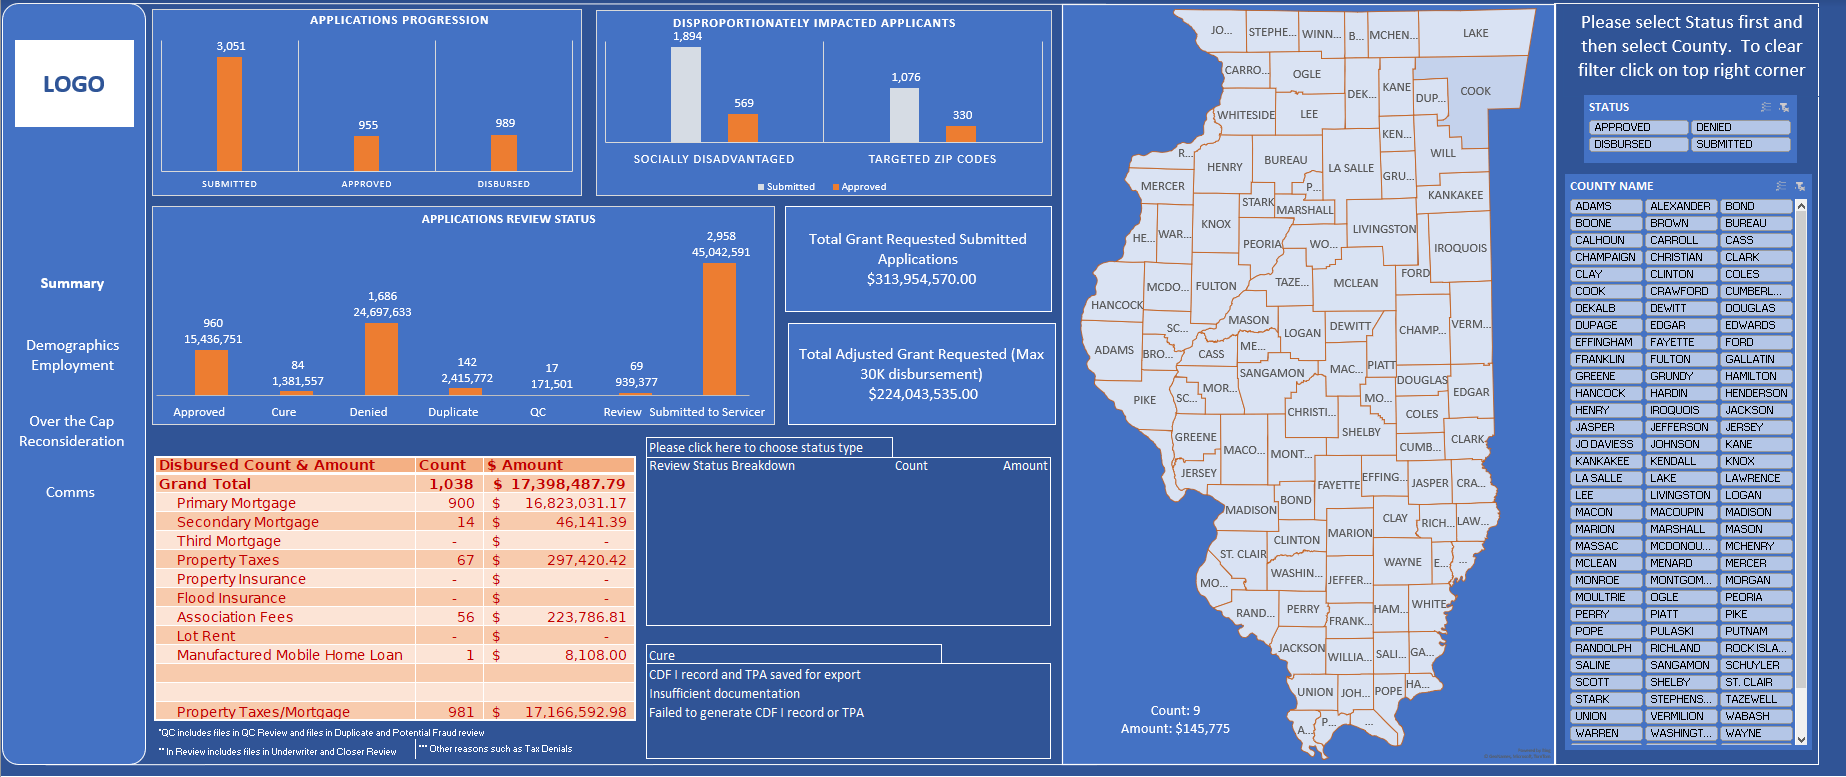 LOGO
Summary
Demographics
Employment
Over the Cap
Reconsideration
Comms
APPLICATIONS PROGRESSION
3,051
955
989
SUBMITTED
APPROVED
DISBURSED
DISPROPORTIONATELY IMPACTED APPLICANTS
1,894
569
1,076
330
SOCIALLY DISADVANTAGED
TARGETED ZIP CODES
Submitted
Approved
APPLICATIONS REVIEW STATUS
960
15,436,751
84
1,381,557
1,686
24,697,633
142
2,415,772
17
171,501
69
939,377
2,958
45,042,591
Approved
Cure
Denied
Duplicate
QC
Review
Submitted to Servicer
Total Grant Requested Submitted
Applications
$313,954,570.00
Total Adjusted Grant Requested (Max
30K disbursement)
$224,043,535.00
Disbursed Count & Amount Count $ Amount
Grand Total 1,038 $ 17,398,487.79
Primary Mortgage 900 $ 16,823,031.17
Secondary Mortgage 14 $ 46,141.39
Third Mortgage - $ -
Property Taxes 67 $ 297,420.42
Property Insurance - $ -
Flood Insurance - $ -
Association Fees 56 $ 223,786.81
Lot Rent - $ -
Manufactured Mobile Home Loan 1 $ 8,108.00
Property Taxes/Mortgage 981 $ 17,166,592.98
*QC includes files in QC Review and files in Duplicate and Potential Fraud review
** In Review includes files in Underwriter and Closer Review
*** Other reasons such as Tax Denials
Please click here to choose status type
Review Status Breakdown Count Amount
Cure
CDF I record and TPA saved for export
Insufficient documentation
Failed to generate CDF I record or TPA
JO... STEPHE... WINN... B... MCHEN... LAKE
CARRO... OGLE DEK... KANE DUP... COOK
WHITESIDE LEE KEN... WILL
R... HENRY BUREAU LA SALLE GRU...
MERCER P... KANKAKEE
STARK MARSHALL
KNOX LIVINGSTON
HE... WAR... PEORIA WO... IROQUOIS
FORD
MCDO... FULTON TAZE... MCLEAN
HANCOCK
SC... MASON LOGAN DEWITT CHAMP... VERM...
ADAMS BRO... CASS ME... PIATT
SANGAMON MAC... DOUGLAS
PIKE SC... MOR... MO... EDGAR
CHRISTI... COLES
GREENE SHELBY CUMB... CLARK
MACO... MONT...
JERSEY FAYETTE EFFING... JASPER CRA...
MADISON BOND
CLAY RICH... LAW...
ST. CLAIR CLINTON MARION
WAYNE E... ...
MO... WASHIN... JEFFER...
RAND... PERRY FRANK... HAM... WHITE
JACKSON WILLIA... SALI... GA...
UNION JOH... POPE HA...
A... P... ...
Count: 9
Amount: $145,775
Please select Status first and
then select County. To clear
filter click on top right corner
STATUS
APPROVED DENIED
DISBURSED SUBMITTED
COUNTY NAME
ADAMS ALEXANDER BOND
BOONE BROWN BUREAU
CALHOUN CARROLL CASS
CHAMPAIGN CHRISTIAN CLARK
CLAY CLINTON COLES
COOK CRAWFORD CUMBERL...
DEKALB DEWITT DOUGLAS
DUPAGE EDGAR EDWARDS
EFFINGHAM FAYETTE FORD
FRANKLIN FULTON GALLATIN
GREENE GRUNDY HAMILTON
HANCOCK HARDIN HENDERSON
HENRY IROQUOIS JACKSON
JASPER JEFFERSON JERSEY
JO DAVIESS JOHNSON KANE
KANKAKEE KENDALL KNOX
LA SALLE LAKE LAWRENCE
LEE LIVINGSTON LOGAN
MACON MACOUPIN MADISON
MARION MARSHALL MASON
MASSAC MCDONOU... MCHENRY
MCLEAN MENARD MERCER
MONROE MONTGOM... MORGAN
MOULTRIE OGLE PEORIA
PERRY PIATT PIKE
POPE PULASKI PUTNAM
RANDOLPH RICHLAND ROCK ISLA...
SALINE SANGAMON SCHUYLER
SCOTT SHELBY ST. CLAIR
STARK STEPHENS... TAZEWELL
UNION VERMILION WABASH
WARREN WASHINGT... WAYNE